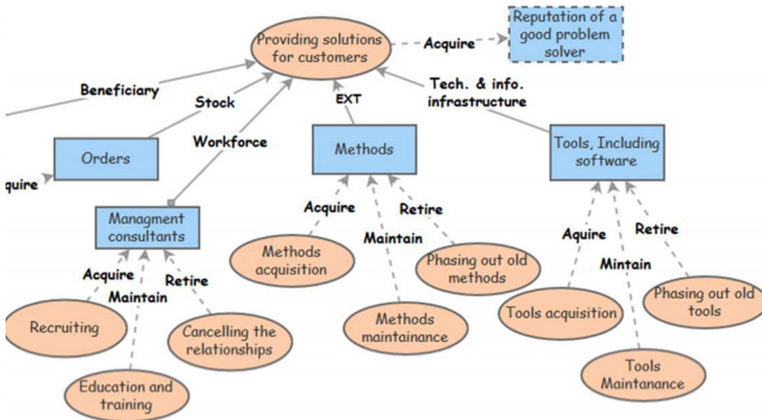 Providing solutions
for customers
Acquire
Reputation of a
good problem
solver
Beneficiary
Stock
Workforce
EXT
Tech. & info.
infrastructure
Orders
Methods
Tools, Including
software
quire
Managment
consultants
Acquire
Maintain
Retire
Acquire
Maintain
Retire
Aquire
Mintain
Retire
Recruiting
Education and
training
Cancelling the
relationships
Methods
acquisition
Methods
maintainance
Phasing out old
methods
Tools acquisition
Tools
Maintanance
Phasing out old
tools